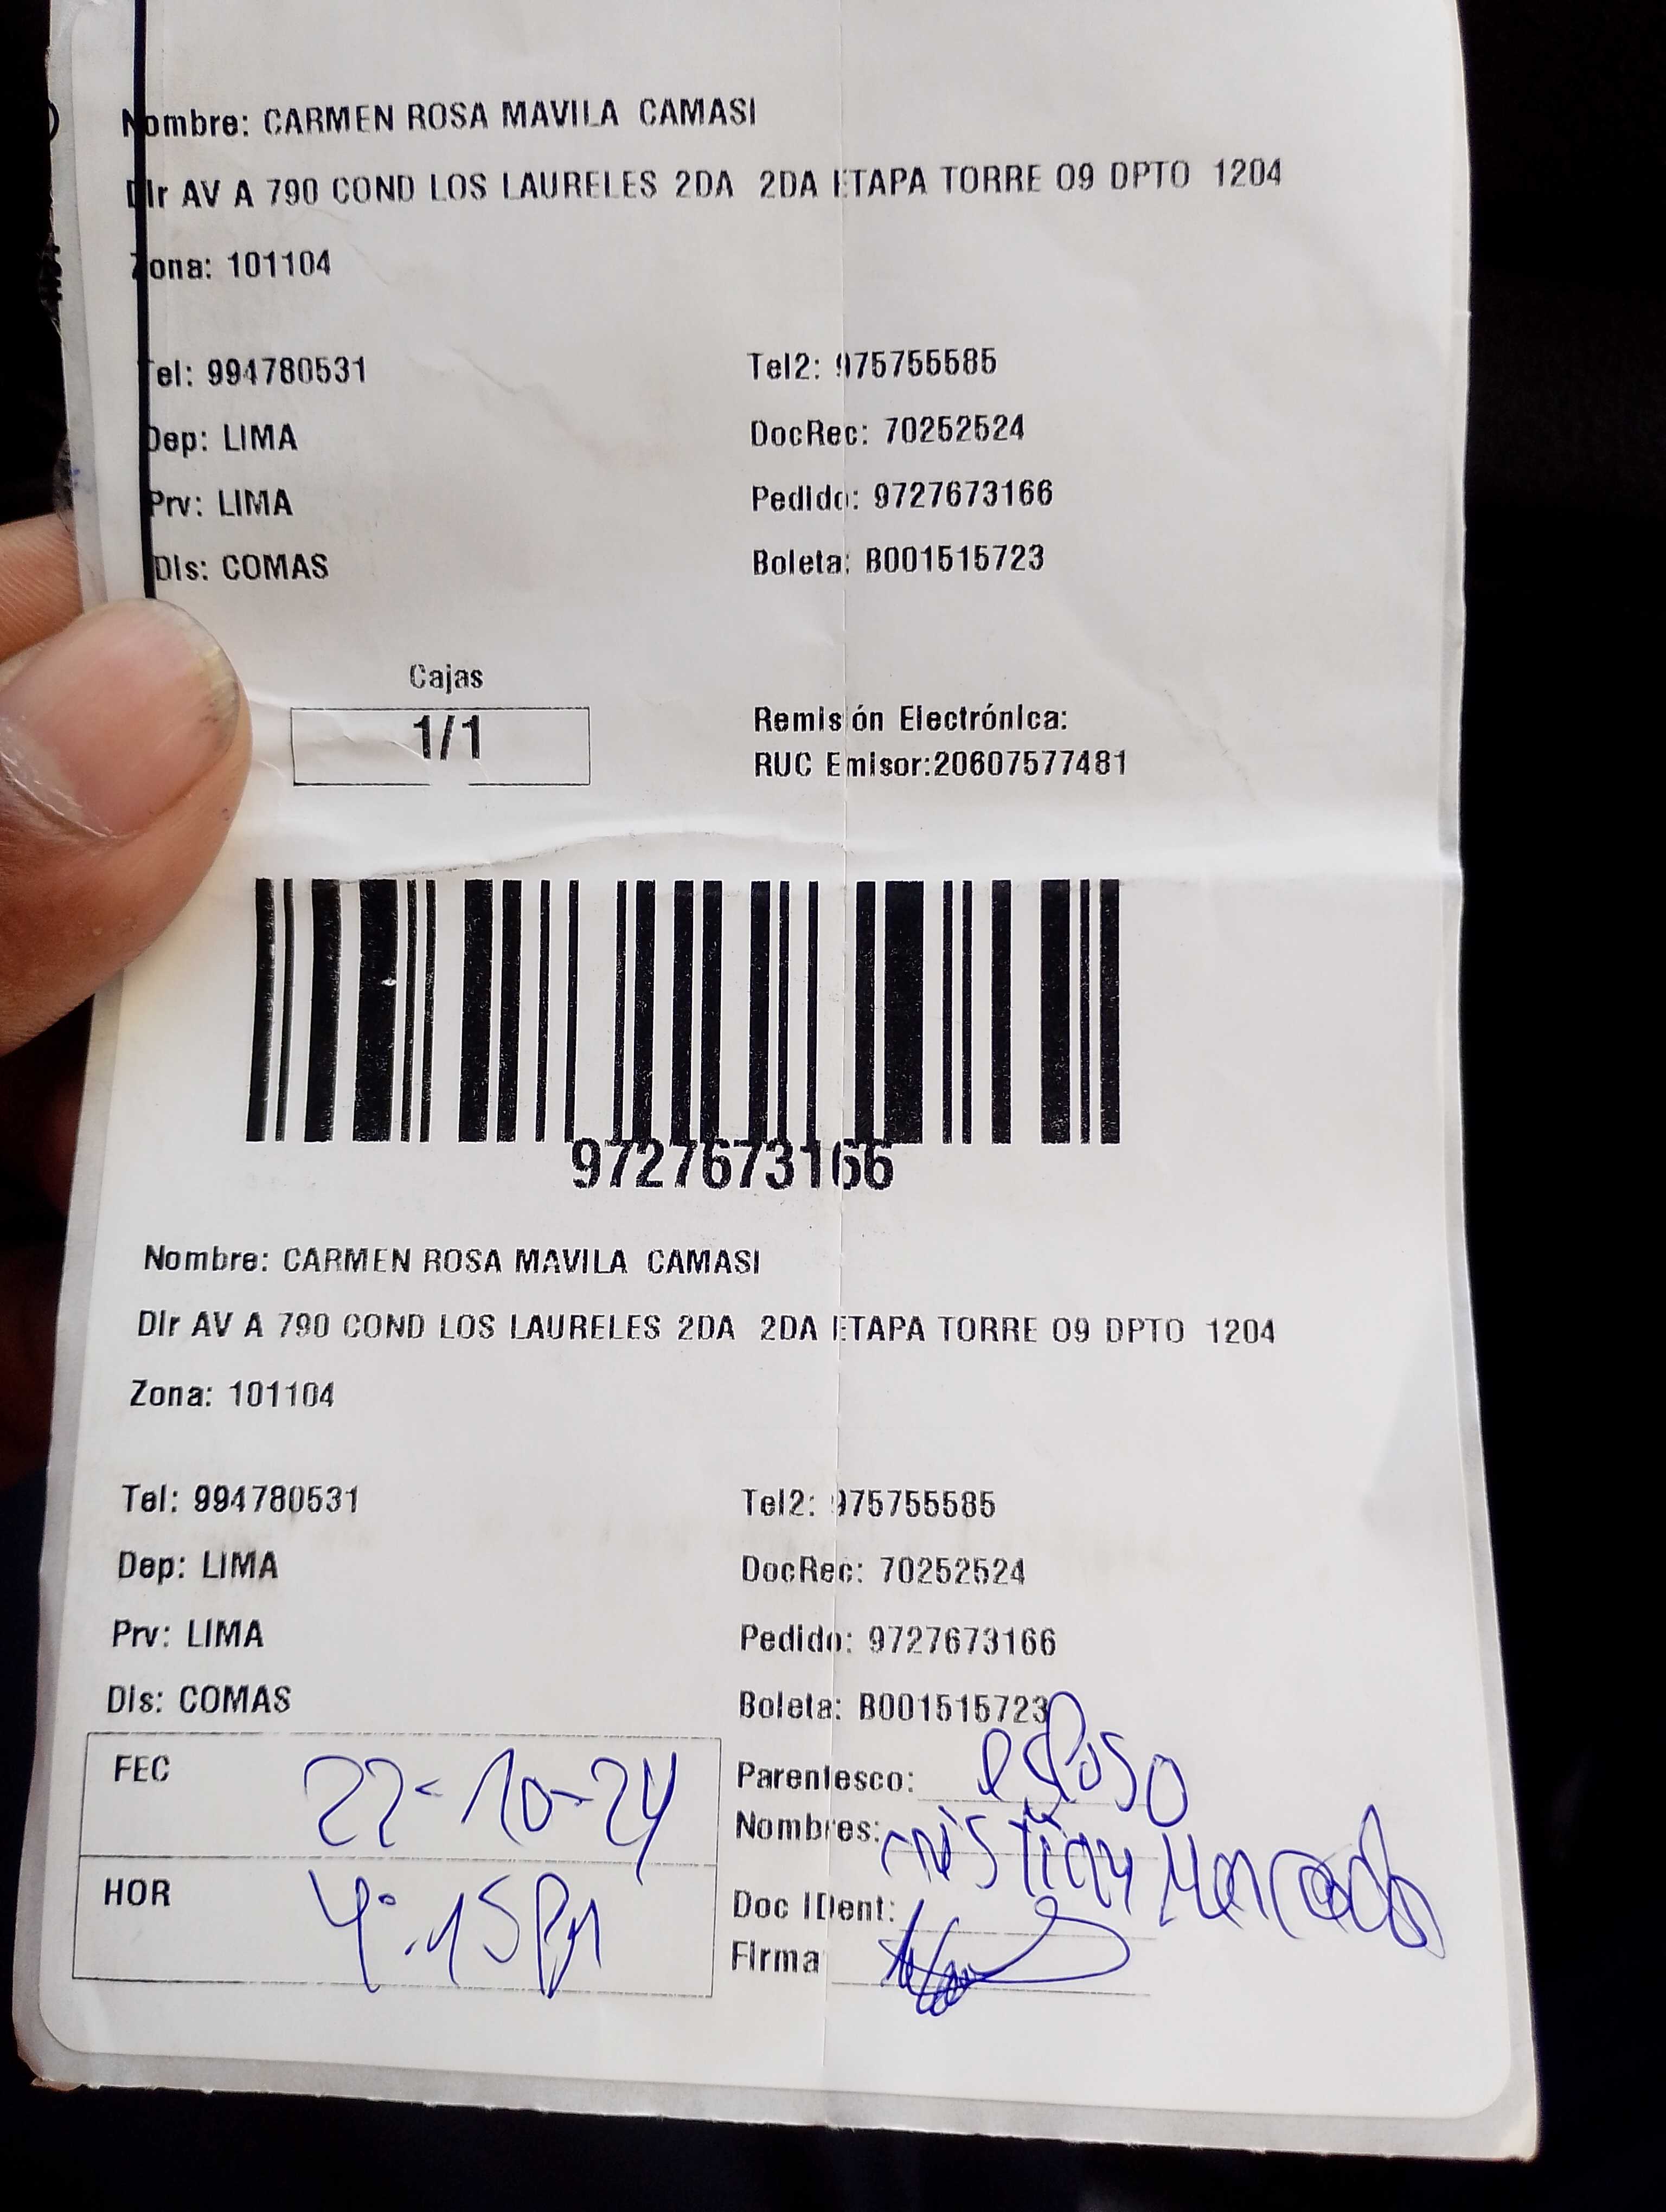 Nombre: CARMEN ROSA MAVILA CAMASI
Dir AV A 790 COND LOS LAURELES 2DA 2DA ETAPA TORRE 09 DPTO 1204
Zona: 101104
Tel: 994780531 Tel2: 975755585
Dep: LIMA DocRec: 70252524
Prv: LIMA Pedido: 9727673166
Dis: COMAS Boleta: B001515723
Cajas
1/1
Remisión Electrónica:
RUC Emisor:20607577481
9727673166
Nombre: CARMEN ROSA MAVILA CAMASI
Dir AV A 790 COND LOS LAURELES 2DA 2DA ETAPA TORRE 09 DPTO 1204
Zona: 101104
Tel: 994780531 Tel2: 975755585
Dep: LIMA DocRec: 70252524
Prv: LIMA Pedido: 9727673166
Dis: COMAS Boleta: B001515723
FEC 22-10-24 Parentesco: esposo
Nombres: cristian Mercado
HOR 4:15 Pm Doc IDent:
Firma